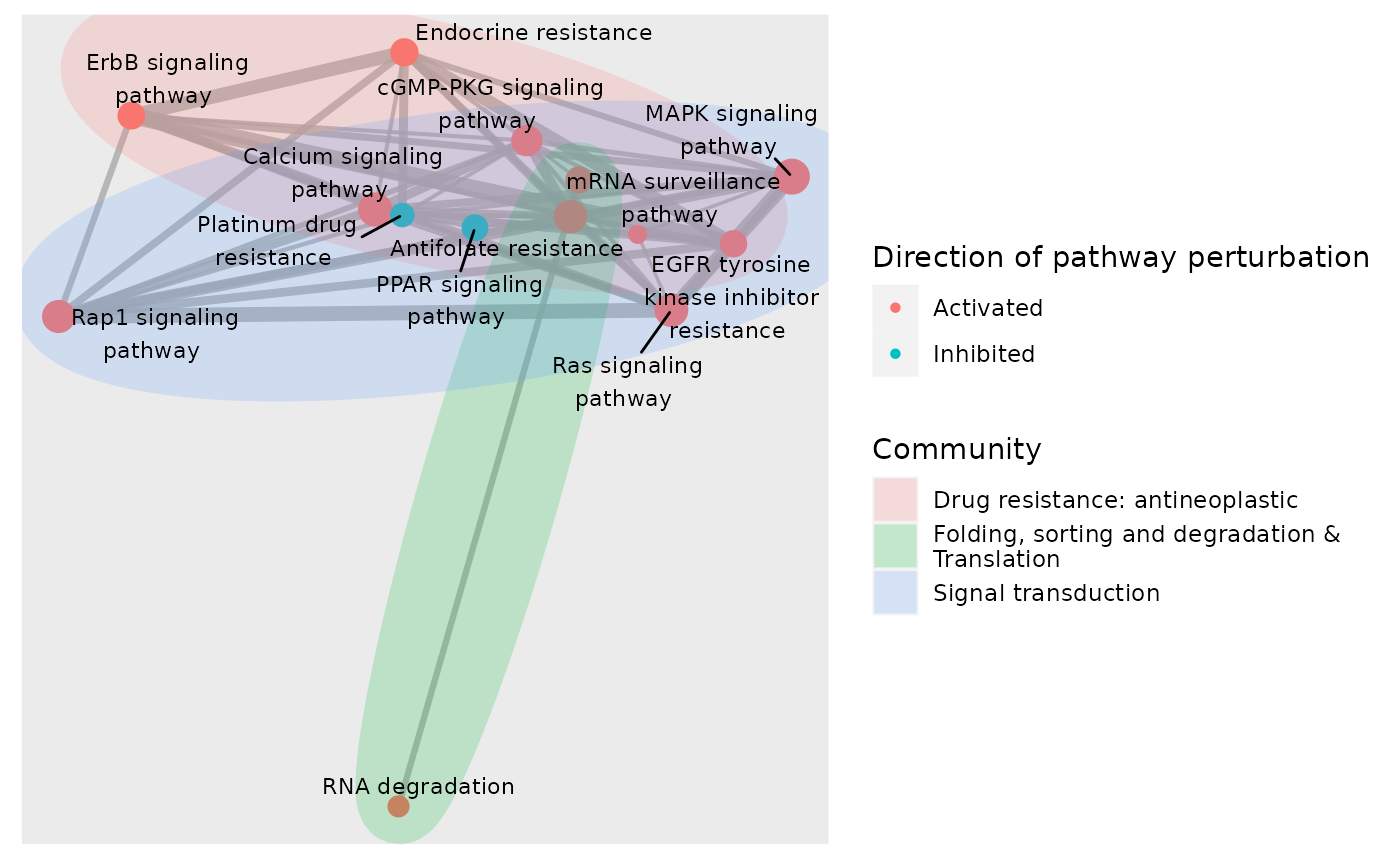 Endocrine resistance
ErbB signaling
pathway
cGMP-PKG signaling
pathway
MAPK signaling
pathway
Calcium signaling
pathway
mRNA surveillance
pathway
Platinum drug
resistance
Antifolate resistance
EGFR tyrosine
kinase inhibitor
resistance
PPAR signaling
pathway
Rap1 signaling
pathway
Ras signaling
pathway
RNA degradation
Direction of pathway perturbation
Activated
Inhibited
Community
Drug resistance: antineoplastic
Folding, sorting and degradation &
Translation
Signal transduction